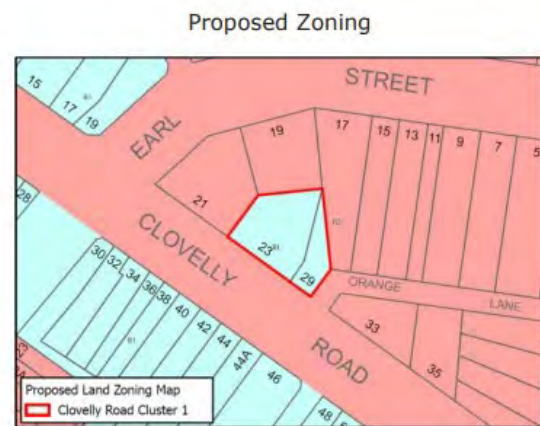 Proposed Zoning
15
17
19
EARL
STREET
19
17
15
13
11
9
7
5
21
28
CLOVELLY
23
29
ORANGE
LANE
30
32
34
36
38
40
42
44
44A
46
33
35
ROAD
23
48
Proposed Land Zoning Map
Clovelly Road Cluster 1